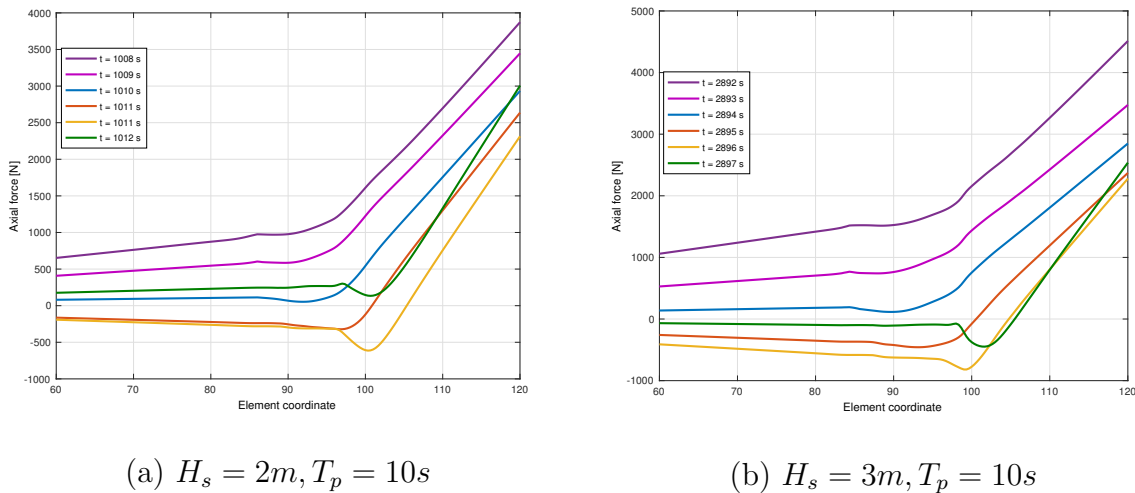 4000
3500
3000
2500
2000
1500
1000
500
0
-500
-1000
Axial force [N]
t = 1008 s
t = 1009 s
t = 1010 s
t = 1011 s
t = 1011 s
t = 1012 s
60 70 80 90 100 110 120
Element coordinate
(a) H_s = 2m, T_p = 10s
5000
4000
3000
2000
1000
0
-1000
Axial force [N]
t = 2892 s
t = 2893 s
t = 2894 s
t = 2895 s
t = 2896 s
t = 2897 s
60 70 80 90 100 110 120
Element coordinate
(b) H_s = 3m, T_p = 10s